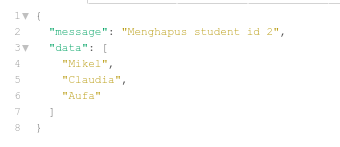 1 {
2 "message": "Menghapus student id 2",
3 "data": [
4 "Mikel",
5 "Claudia",
6 "Aufa"
7 ]
8 }